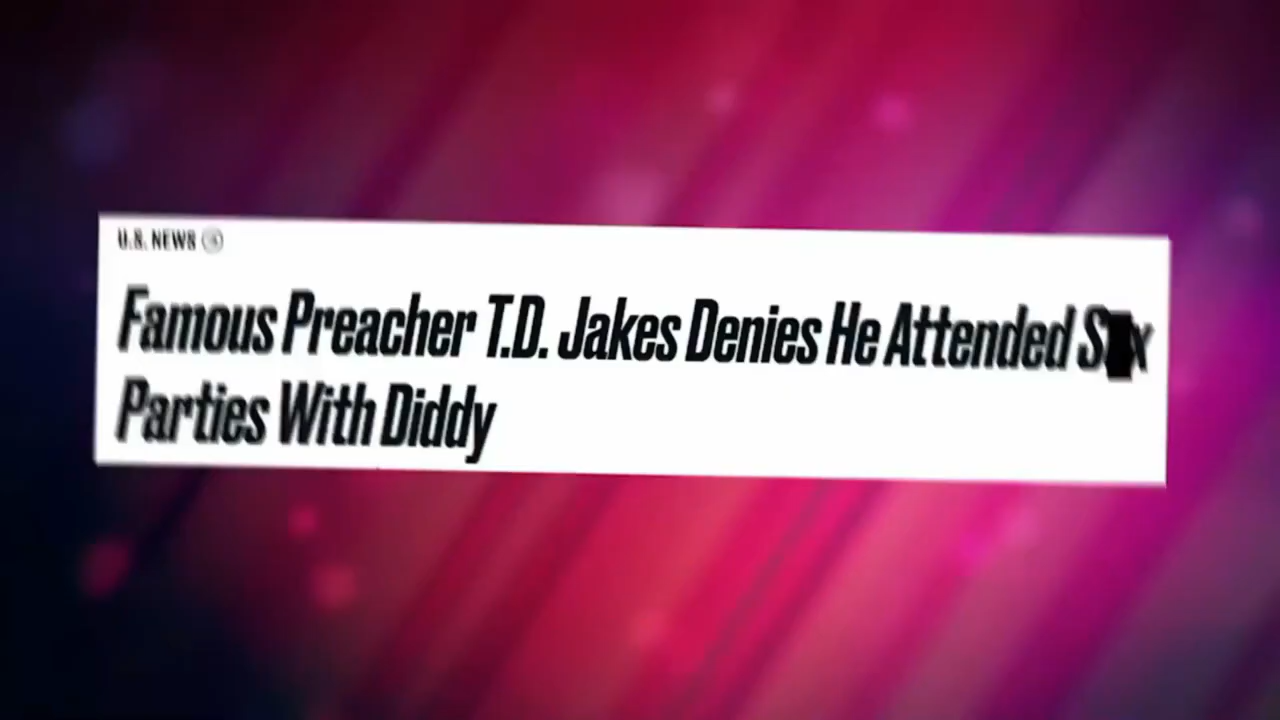 U.S. NEWS
Famous Preacher T.D. Jakes Denies He Attended S█x
Parties With Diddy